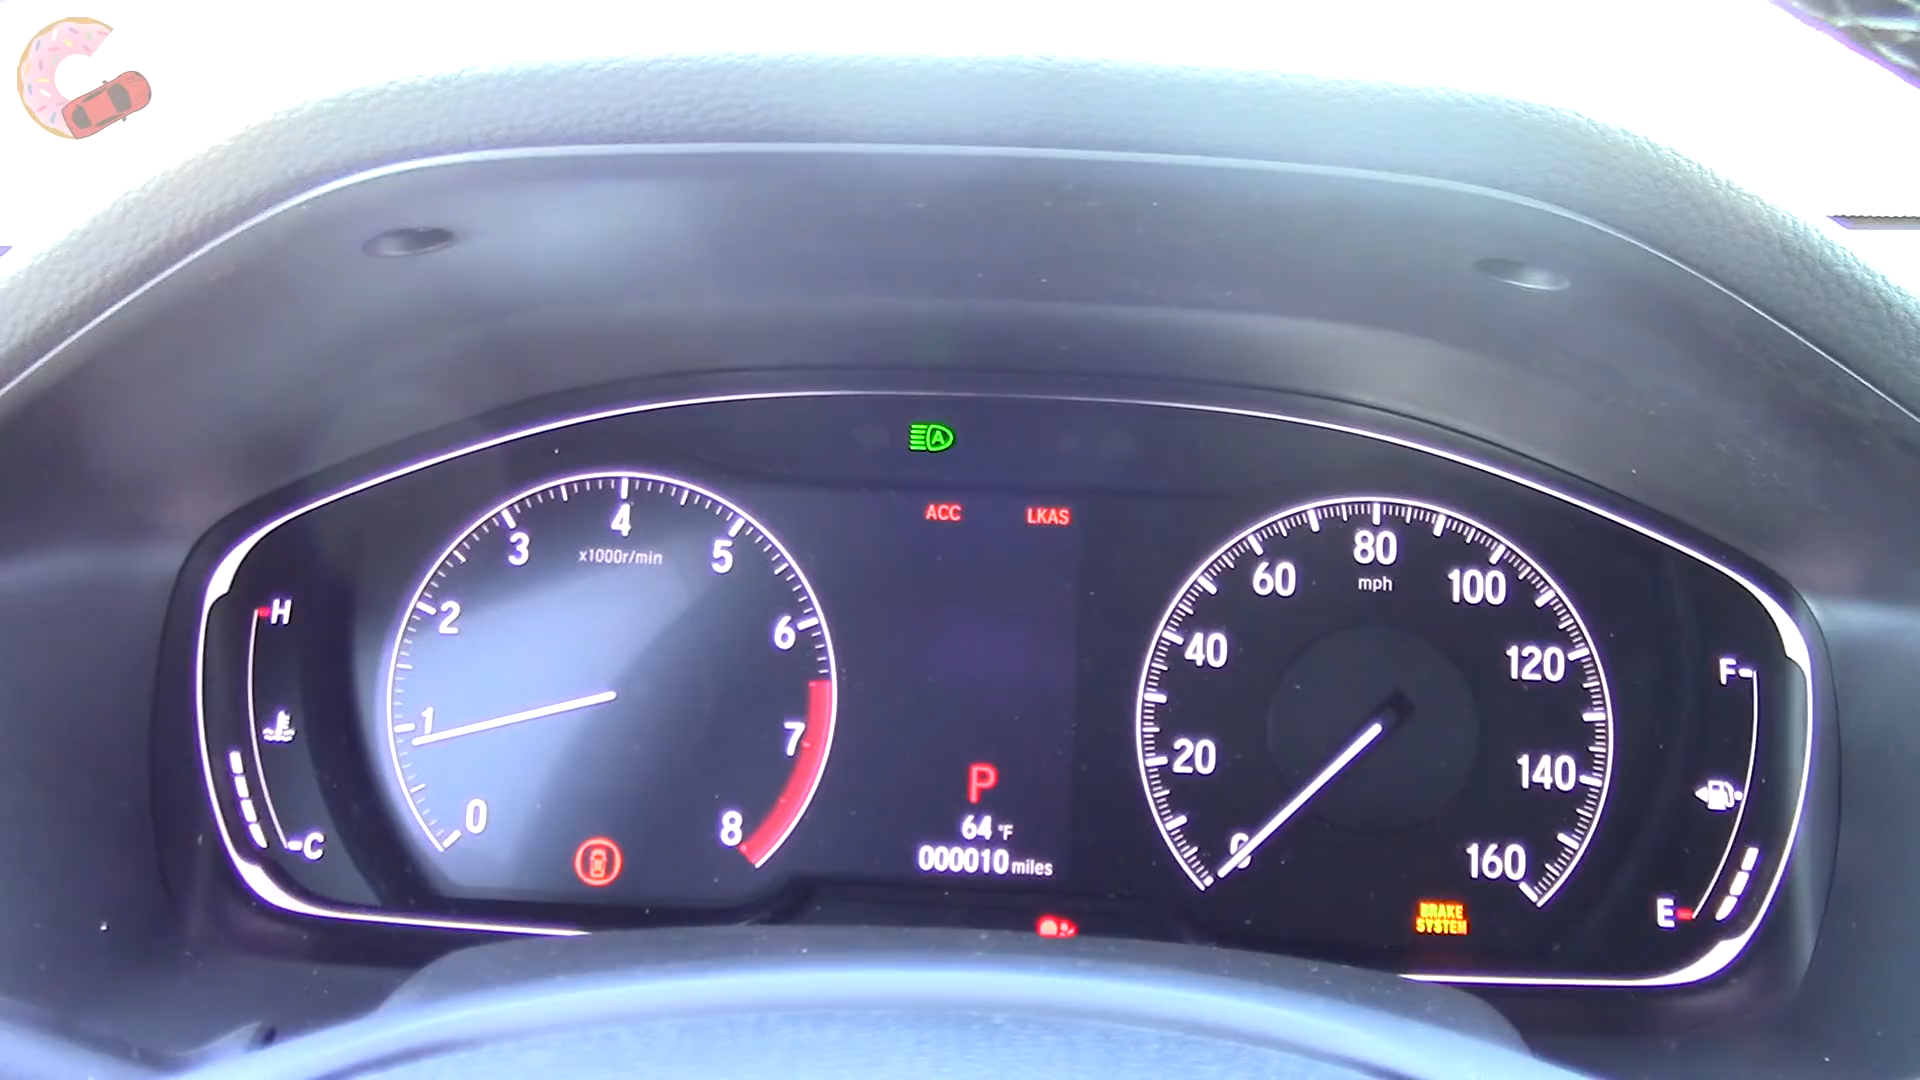 A
ACC LKAS
0 1 2 3 4 5 6 7 8
x1000r/min
H
C
P
64 °F
000010 miles
0 20 40 60 80 100 120 140 160
mph
F
E
BRAKE
SYSTEM